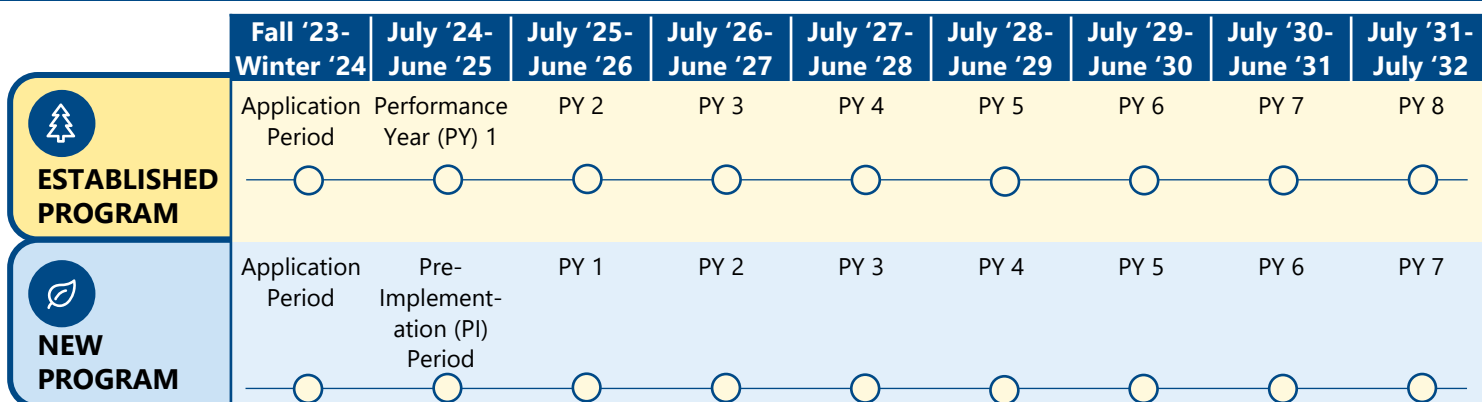 Fall ‘23- July ‘24- July ‘25- July ‘26- July ‘27- July ‘28- July ‘29- July ‘30- July ’31-
Winter ‘24 June ‘25 June ‘26 June ‘27 June ‘28 June ‘29 June ‘30 June ‘31 July ‘32
Application Performance PY 2 PY 3 PY 4 PY 5 PY 6 PY 7 PY 8
Period Year (PY) 1
ESTABLISHED
PROGRAM
Application Pre- PY 1 PY 2 PY 3 PY 4 PY 5 PY 6 PY 7
Period Implement-
ation (PI)
Period
NEW
PROGRAM